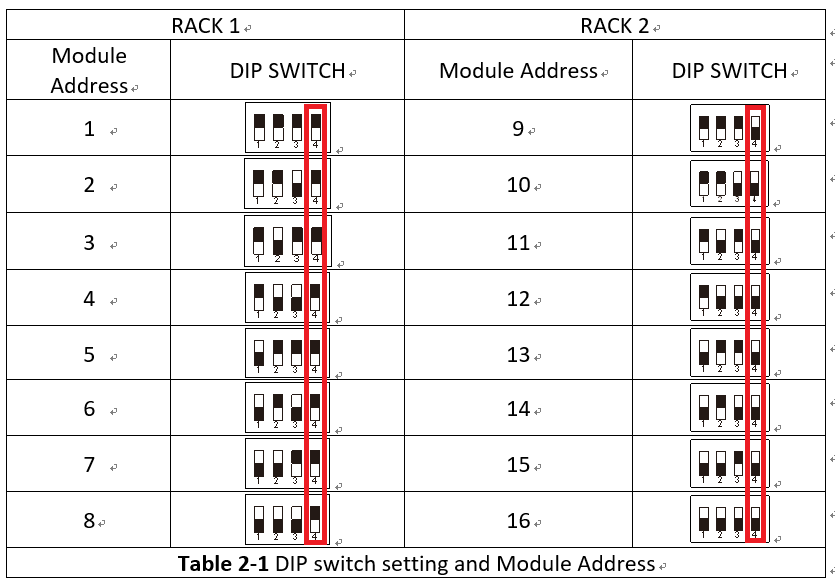 RACK 1 RACK 2
Module Address DIP SWITCH Module Address DIP SWITCH
1 1 2 3 4 9 1 2 3 4
2 1 2 3 4 10 1 2 3 4
3 1 2 3 4 11 1 2 3 4
4 1 2 3 4 12 1 2 3 4
5 1 2 3 4 13 1 2 3 4
6 1 2 3 4 14 1 2 3 4
7 1 2 3 4 15 1 2 3 4
8 1 2 3 4 16 1 2 3 4
Table 2-1 DIP switch setting and Module Address